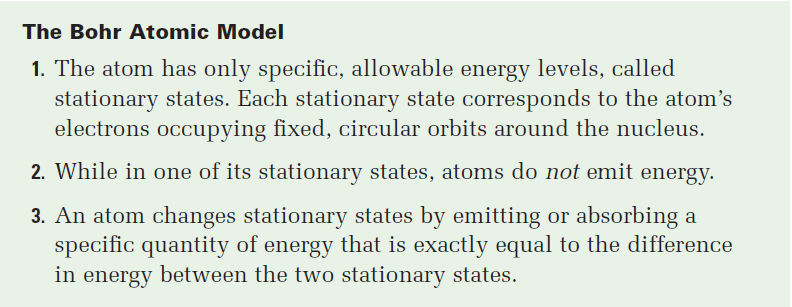 The Bohr Atomic Model
1. The atom has only specific, allowable energy levels, called
stationary states. Each stationary state corresponds to the atom's
electrons occupying fixed, circular orbits around the nucleus.
2. While in one of its stationary states, atoms do not emit energy.
3. An atom changes stationary states by emitting or absorbing a
specific quantity of energy that is exactly equal to the difference
in energy between the two stationary states.